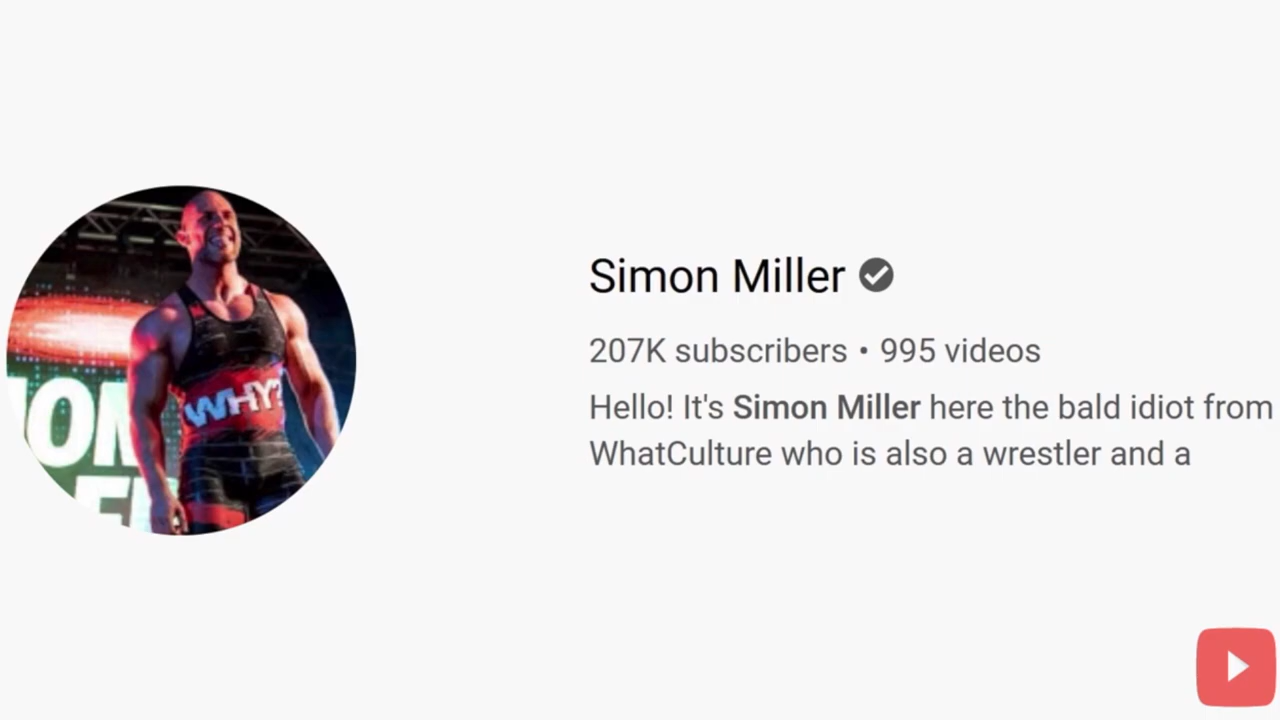 WHY?
ION
Simon Miller
207K subscribers • 995 videos
Hello! It's Simon Miller here the bald idiot from
WhatCulture who is also a wrestler and a